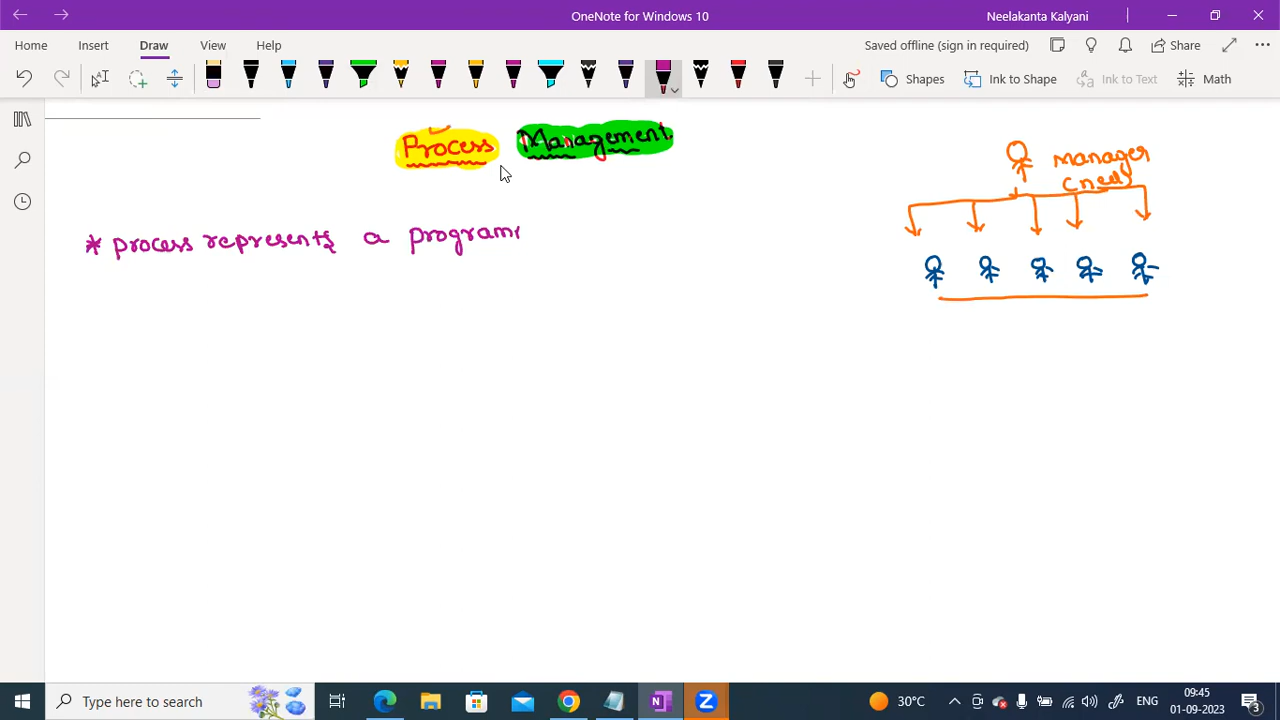 OneNote for Windows 10
Neelakanta Kalyani
Home Insert Draw View Help
Saved offline (sign in required)
Share
Shapes
Ink to Shape
Ink to Text
Math
Process Management
Manager
* process represents a program
Type here to search
30°C
ENG
09:45
01-09-2023
3